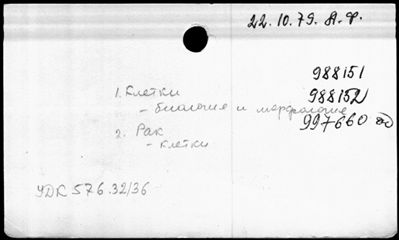 22.10.79. А.Ф.
988151
1. Клетки
988152
- биология и морфология
997660
2. Рак
- клетки
УДК 576.32/36